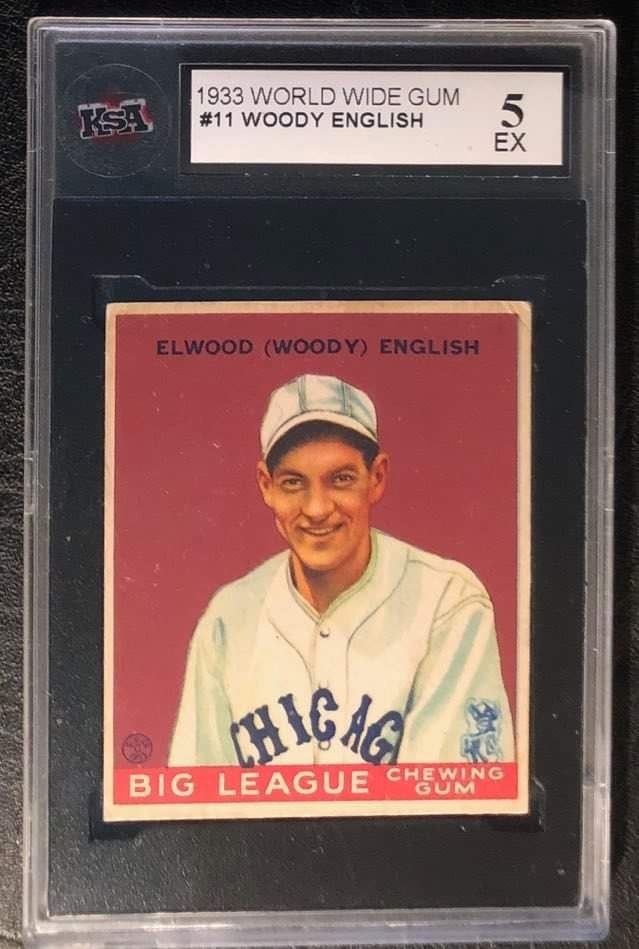 KSA
1933 WORLD WIDE GUM
#11 WOODY ENGLISH
5
EX
ELWOOD (WOODY) ENGLISH
CHICAG
BIG LEAGUE CHEWING GUM